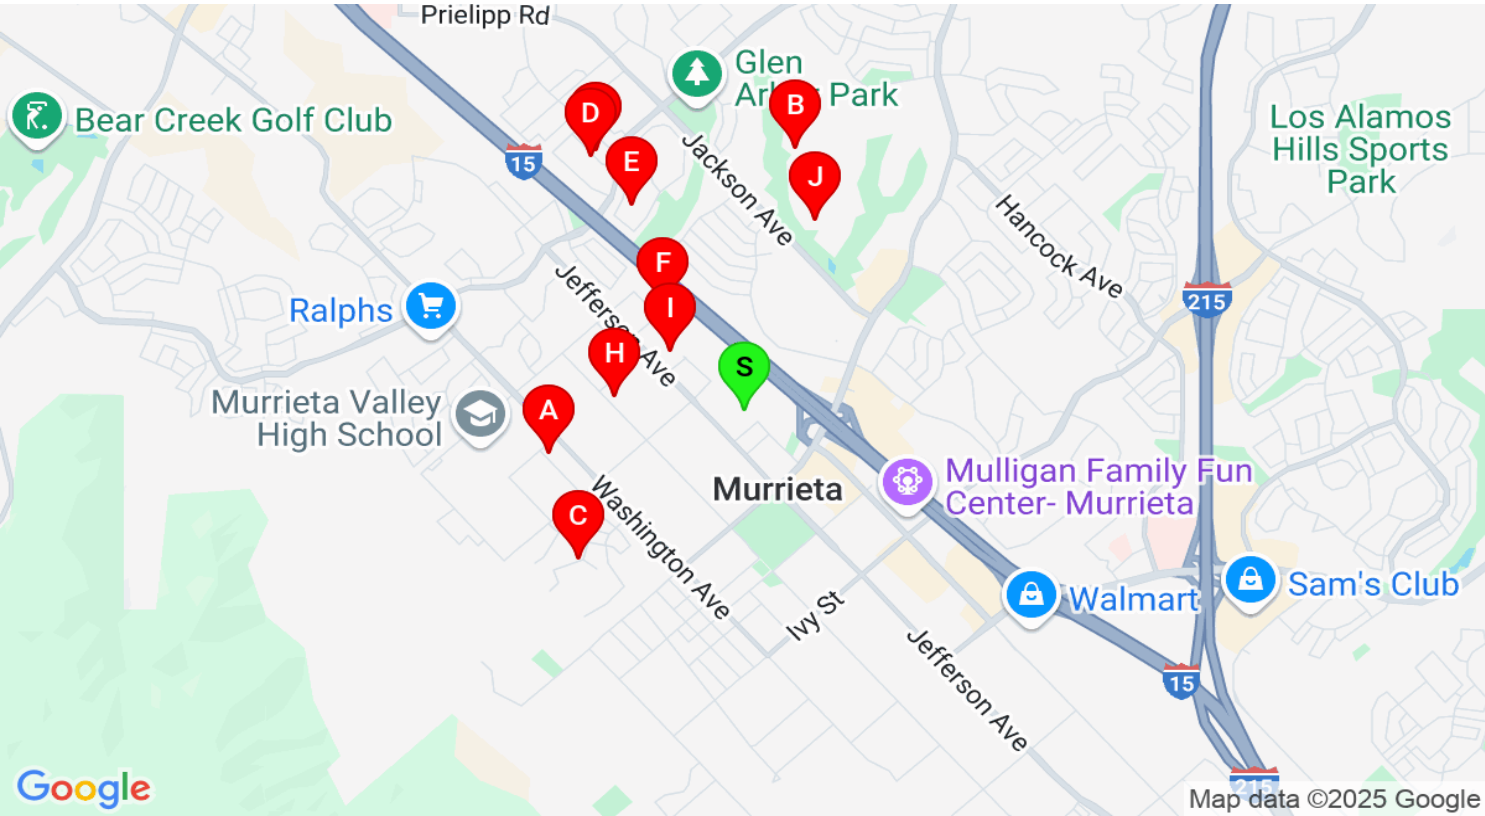 Prielipp Rd
Glen
Park
B
D
Bear Creek Golf Club
Los Alamos
Hills Sports
Park
15
E
J
Jackson Ave
Hancock Ave
F
Jefferson Ave
215
Ralphs
I
H
S
Murrieta Valley
High School
A
Mulligan Family Fun
Center- Murrieta
Murrieta
C
Washington Ave
Sam's Club
Walmart
Ivy St
Jefferson Ave
15
215
Google
Map data ©2025 Google